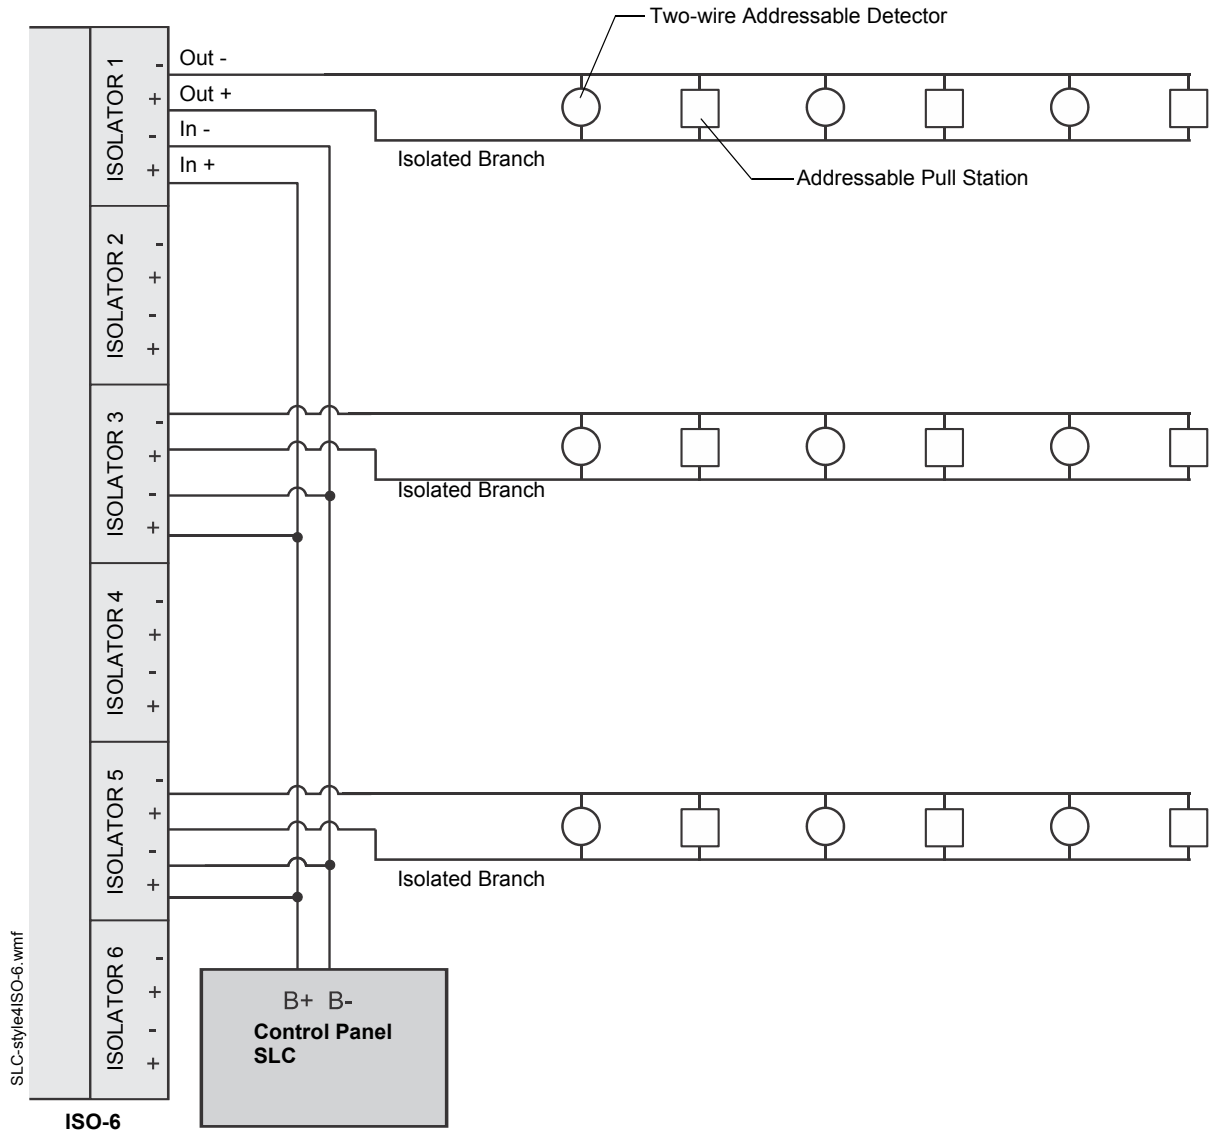 Two-wire Addressable Detector
ISOLATOR 1
-
Out -
+
Out +
-
In -
+
In +
Isolated Branch
Addressable Pull Station
ISOLATOR 2
-
+
-
+
ISOLATOR 3
-
+
-
+
Isolated Branch
ISOLATOR 4
-
+
-
+
ISOLATOR 5
-
+
-
+
Isolated Branch
ISOLATOR 6
-
+
-
+
B+ B-
Control Panel
SLC
SLC-style4ISO-6.wmf
ISO-6